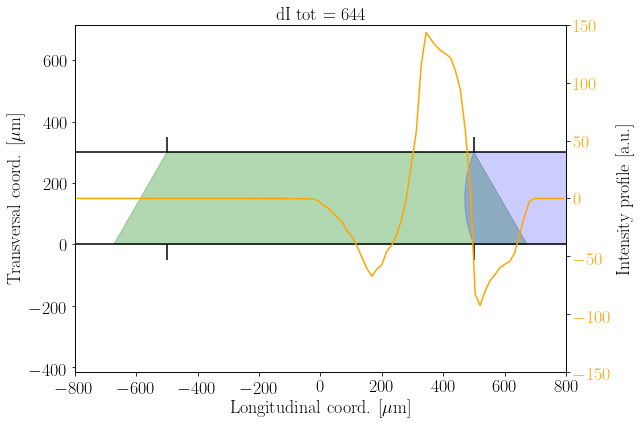 dI tot = 644
Transversal coord. [μm]
600
400
200
0
−200
−400
150
100
50
0
−50
−100
−150
Intensity profile [a.u.]
−800 −600 −400 −200 0 200 400 600 800
Longitudinal coord. [μm]